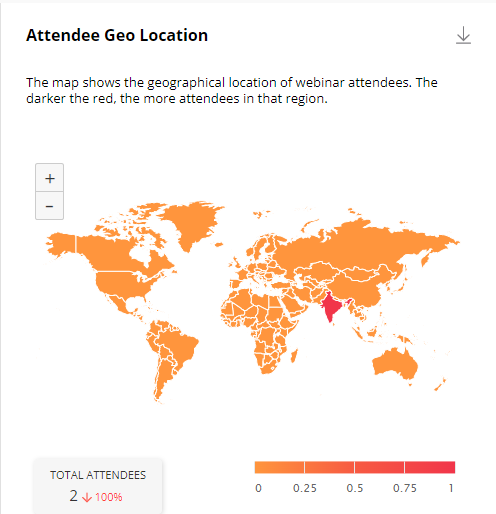 Attendee Geo Location
The map shows the geographical location of webinar attendees. The
darker the red, the more attendees in that region.
+
−
TOTAL ATTENDEES
2 ↓ 100%
0 0.25 0.5 0.75 1